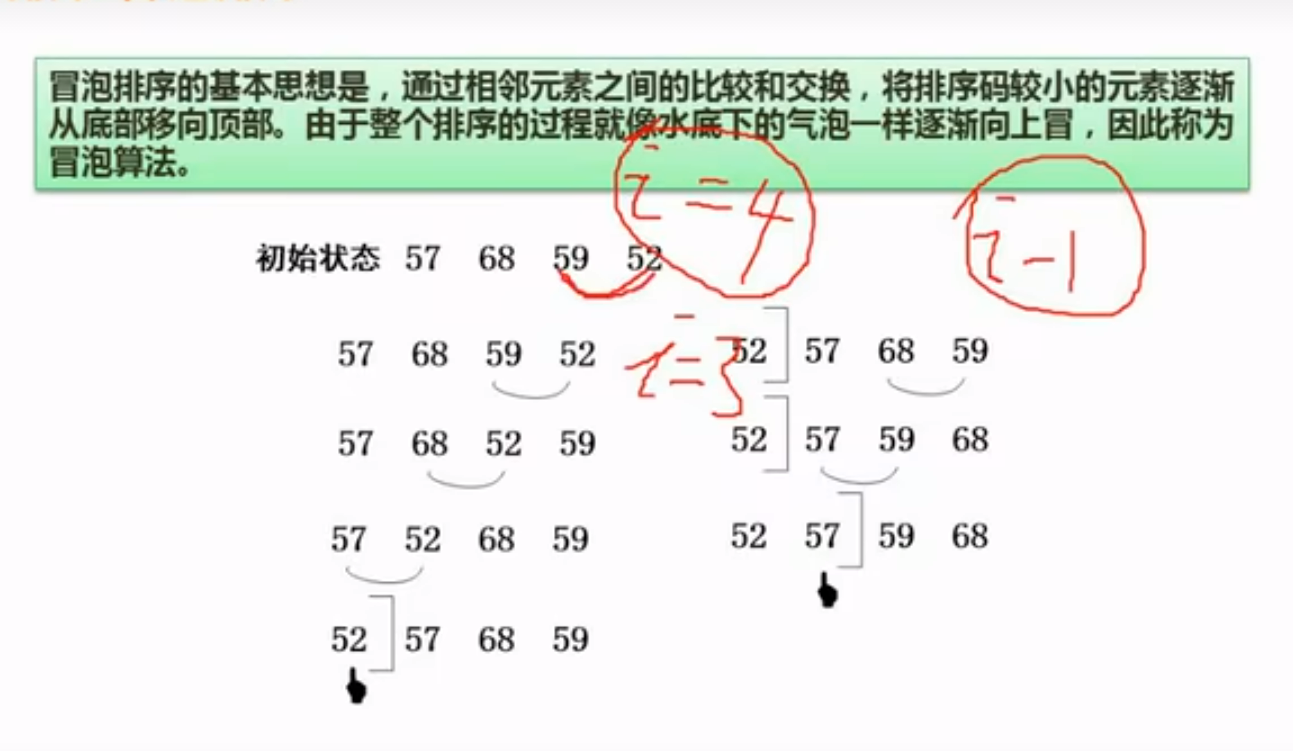 冒泡排序的基本思想是，通过相邻元素之间的比较和交换，将排序码较小的元素逐渐
从底部移向顶部。由于整个排序的过程就像水底下的气泡一样逐渐向上冒，因此称为
冒泡算法。
i = 4
i - 1
初始状态 57 68 59 52
57 68 59 52
i = 3
52 57 68 59
57 68 52 59
52 57 59 68
57 52 68 59
52 57 59 68
52 57 68 59